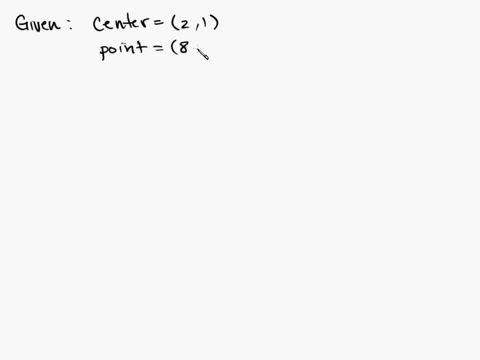 Given: center = (2,1)
point = (8